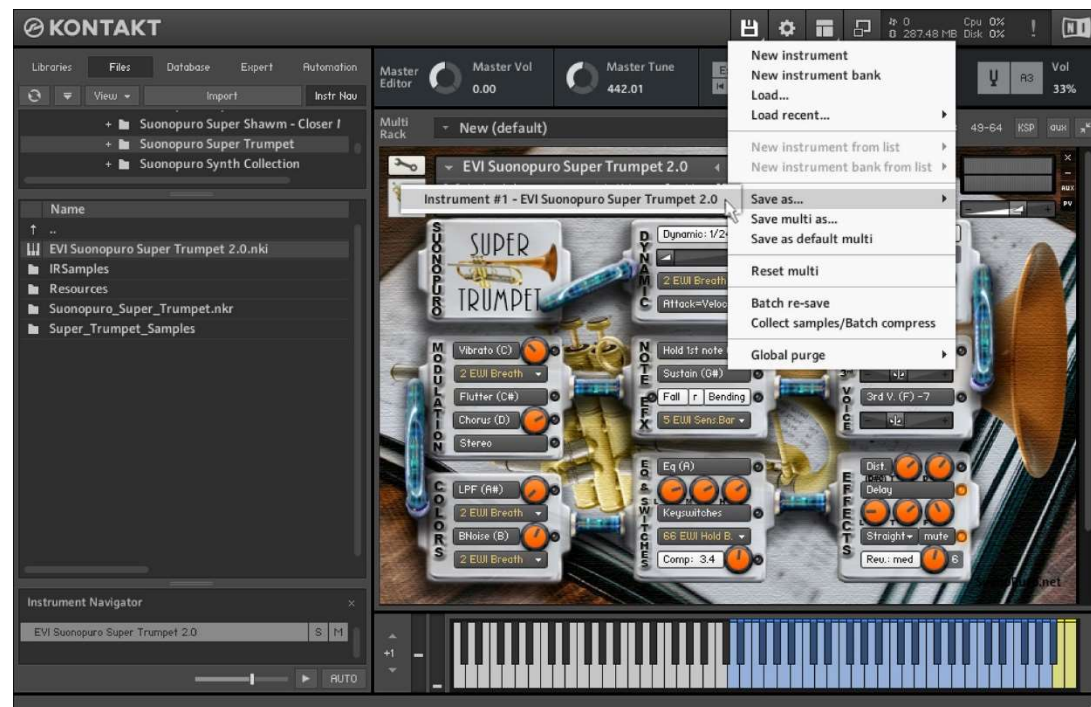 KONTAKT
0
287.48 MB
Cpu 0%
Disk 0%
!
Libraries Files Database Expert Automation
View Import Instr Nav
Suonopuro Super Shawm - Closer
Suonopuro Super Trumpet
Suonopuro Synth Collection
Name
..
EVI Suonopuro Super Trumpet 2.0.nki
IRSamples
Resources
Suonopuro_Super_Trumpet.nkr
Super_Trumpet_Samples
Instrument Navigator
EVI Suonopuro Super Trumpet 2.0 S M
AUTO
Master Editor
Master Vol
0.00
Master Tune
442.01
A3
Vol
33%
Multi Rack
New (default)
49-64 KSP aux
EVI Suonopuro Super Trumpet 2.0
AUX
PV
New instrument
New instrument bank
Load...
Load recent...
New instrument from list
New instrument bank from list
Save as...
Instrument #1 - EVI Suonopuro Super Trumpet 2.0
Save multi as...
Save as default multi
Reset multi
Batch re-save
Collect samples/Batch compress
Global purge
SUONOPURO
SUPER
TRUMPET
DYNAMIC
2 EWI Breath
MODULATION
Vibrato (C)
2 EWI Breath
Flutter (C#)
Chorus (D)
Stereo
NOTE EFX
Hold 1st note
Sustain (G#)
Fall r Bending
5 EWI Sens.Bar
3rd V. (F) -7
COLORS
LPF (A#)
2 EWI Breath
BNoise (B)
2 EWI Breath
EQ & SWITCHES
Eq (A)
Keyswitches
66 EWI Hold B.
Comp: 3.4
EFFECTS
Dist.
Delay
Straight mute
Rev.: med 6
+1